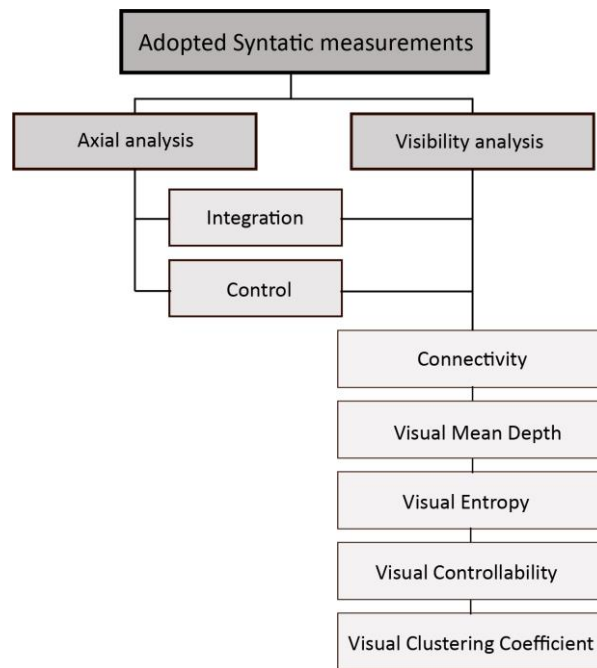 Adopted Syntatic measurements
Axial analysis
Visibility analysis
Integration
Control
Connectivity
Visual Mean Depth
Visual Entropy
Visual Controllability
Visual Clustering Coefficient